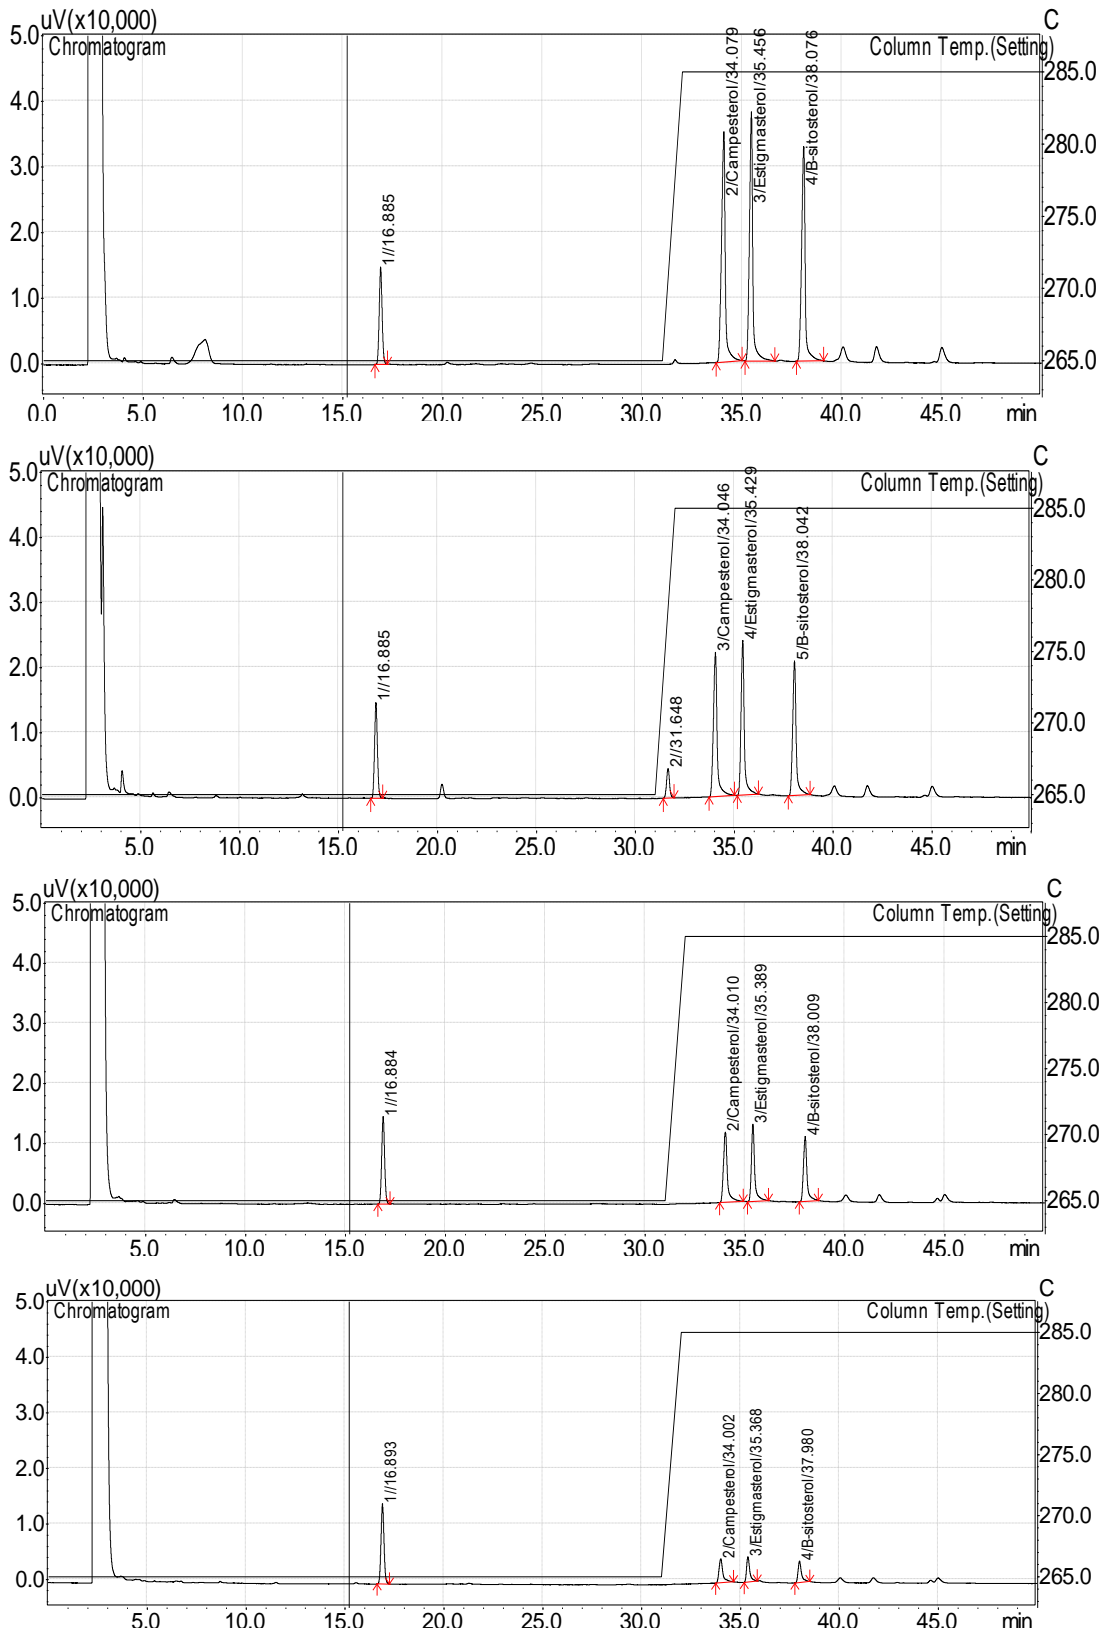 uV(x10,000)
C
Chromatogram
Column Temp.(Setting)
5.0
4.0
3.0
2.0
1.0
0.0
285.0
280.0
275.0
270.0
265.0
1//16.885
2/Campesterol/34.079
3/Estigmasterol/35.456
4/B-sitosterol/38.076
0.0 5.0 10.0 15.0 20.0 25.0 30.0 35.0 40.0 45.0 min
uV(x10,000)
C
Chromatogram
Column Temp.(Setting)
5.0
4.0
3.0
2.0
1.0
0.0
285.0
280.0
275.0
270.0
265.0
1//16.885
2//31.648
3/Campesterol/34.046
4/Estigmasterol/35.429
5/B-sitosterol/38.042
5.0 10.0 15.0 20.0 25.0 30.0 35.0 40.0 45.0 min
uV(x10,000)
C
Chromatogram
Column Temp.(Setting)
5.0
4.0
3.0
2.0
1.0
0.0
285.0
280.0
275.0
270.0
265.0
1//16.884
2/Campesterol/34.010
3/Estigmasterol/35.389
4/B-sitosterol/38.009
5.0 10.0 15.0 20.0 25.0 30.0 35.0 40.0 45.0 min
uV(x10,000)
C
Chromatogram
Column Temp.(Setting)
5.0
4.0
3.0
2.0
1.0
0.0
285.0
280.0
275.0
270.0
265.0
1//16.893
2/Campesterol/34.002
3/Estigmasterol/35.368
4/B-sitosterol/37.980
5.0 10.0 15.0 20.0 25.0 30.0 35.0 40.0 45.0 min